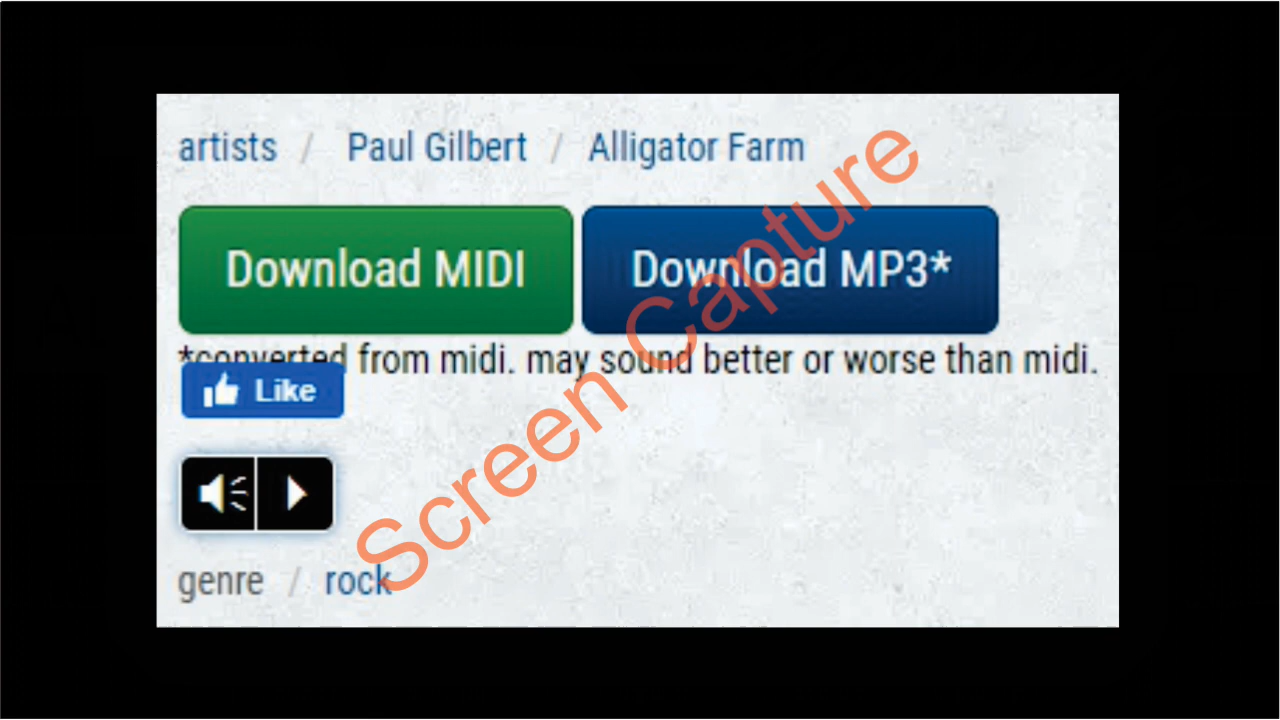 artists / Paul Gilbert / Alligator Farm
Download MIDI Download MP3*
*converted from midi. may sound better or worse than midi.
Like
genre / rock
Screen Capture